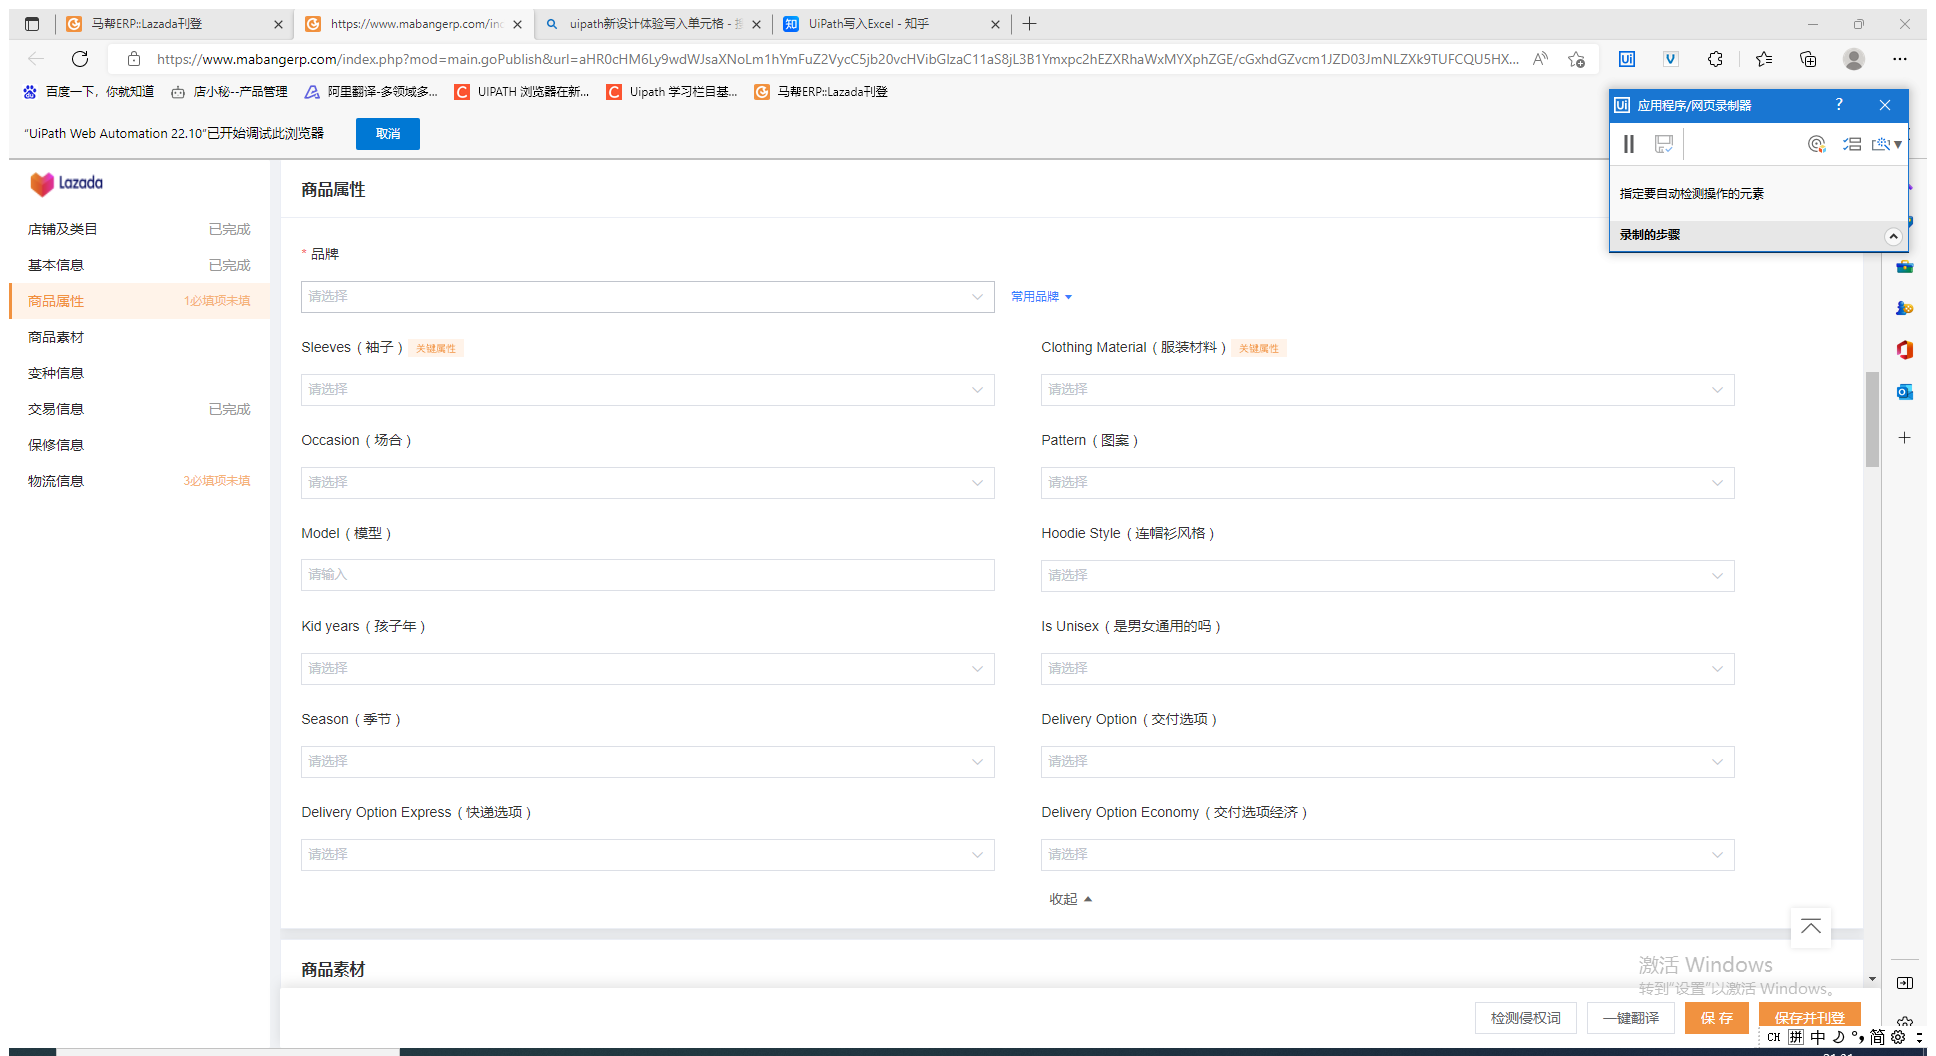 马帮ERP::Lazada刊登
https://www.mabangerp.com/inc
uipath新设计体验写入单元格 - 搜
UiPath写入Excel - 知乎
https://www.mabangerp.com/index.php?mod=main.goPublish&url=aHR0cHM6Ly9wdWJsaXNoLm1hYmFuZ2VycC5jb20vcHVibGlzaC11aS8jL3B1Ymxpc2hEZXRhaWxMYXphZGE/cGxhdGZvcm1JZD03JmNLZXk9TUFCQU5HX...
百度一下，你就知道
店小秘--产品管理
阿里翻译-多领域多...
UIPATH 浏览器在新...
Uipath 学习栏目基...
马帮ERP::Lazada刊登
"UiPath Web Automation 22.10"已开始调试此浏览器
取消
应用程序/网页录制器
指定要自动检测操作的元素
录制的步骤
Lazada
店铺及类目 已完成
基本信息 已完成
商品属性 1必填项未填
商品素材
变种信息
交易信息 已完成
保修信息
物流信息 3必填项未填
商品属性
* 品牌
请选择
常用品牌
Sleeves（袖子） 关键属性
Clothing Material（服装材料） 关键属性
请选择
请选择
Occasion（场合）
Pattern（图案）
请选择
请选择
Model（模型）
Hoodie Style（连帽衫风格）
请输入
请选择
Kid years（孩子年）
Is Unisex（是男女通用的吗）
请选择
请选择
Season（季节）
Delivery Option（交付选项）
请选择
请选择
Delivery Option Express（快递选项）
Delivery Option Economy（交付选项经济）
请选择
请选择
收起
商品素材
激活 Windows
转到"设置"以激活 Windows。
检测侵权词
一键翻译
保 存
保存并刊登
CH 拼 中 简